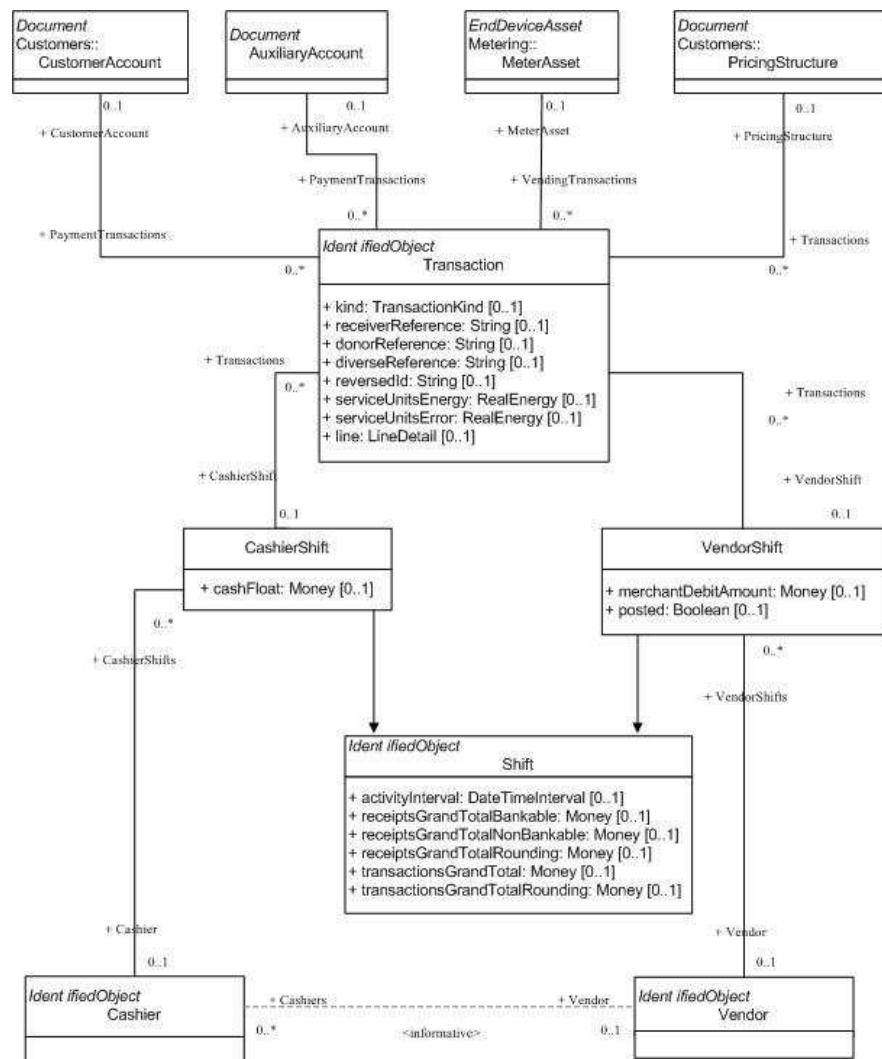 Document
Customers::
CustomerAccount
Document
AuxiliaryAccount
EndDeviceAsset
Metering::
MeterAsset
Document
Customers::
PricingStructure
0..1
0..1
0..1
0..1
+ CustomerAccount
+ AuxiliaryAccount
+ MeterAsset
+ PricingStructure
+ PaymentTransactions
+ VendingTransactions
+ PaymentTransactions
0..*
0..*
+ Transactions
0..*
0..*
Ident ifiedObject
Transaction
+ kind: TransactionKind [0..1]
+ receiverReference: String [0..1]
+ donorReference: String [0..1]
+ diverseReference: String [0..1]
+ reversedId: String [0..1]
+ serviceUnitsEnergy: RealEnergy [0..1]
+ serviceUnitsError: RealEnergy [0..1]
+ line: LineDetail [0..1]
+ Transactions
0..*
+ Transactions
0..*
+ CashierShift
0..1
+ VendorShift
0..1
CashierShift
+ cashFloat: Money [0..1]
VendorShift
+ merchantDebitAmount: Money [0..1]
+ posted: Boolean [0..1]
0..*
+ CashierShifts
0..*
+ VendorShifts
Ident ifiedObject
Shift
+ activityInterval: DateTimeInterval [0..1]
+ receiptsGrandTotalBankable: Money [0..1]
+ receiptsGrandTotalNonBankable: Money [0..1]
+ receiptsGrandTotalRounding: Money [0..1]
+ transactionsGrandTotal: Money [0..1]
+ transactionsGrandTotalRounding: Money [0..1]
+ Cashier
0..1
+ Vendor
0..1
Ident ifiedObject
Cashier
+ Cashiers
0..*
<informative>
+ Vendor
0..1
Ident ifiedObject
Vendor